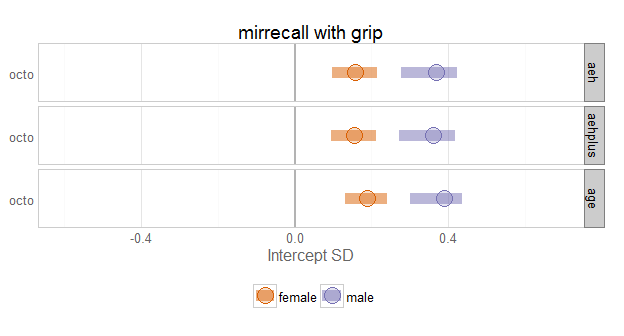 mirrecall with grip
octo
aeh
octo
aehplus
octo
age
-0.4 0.0 0.4
Intercept SD
female male